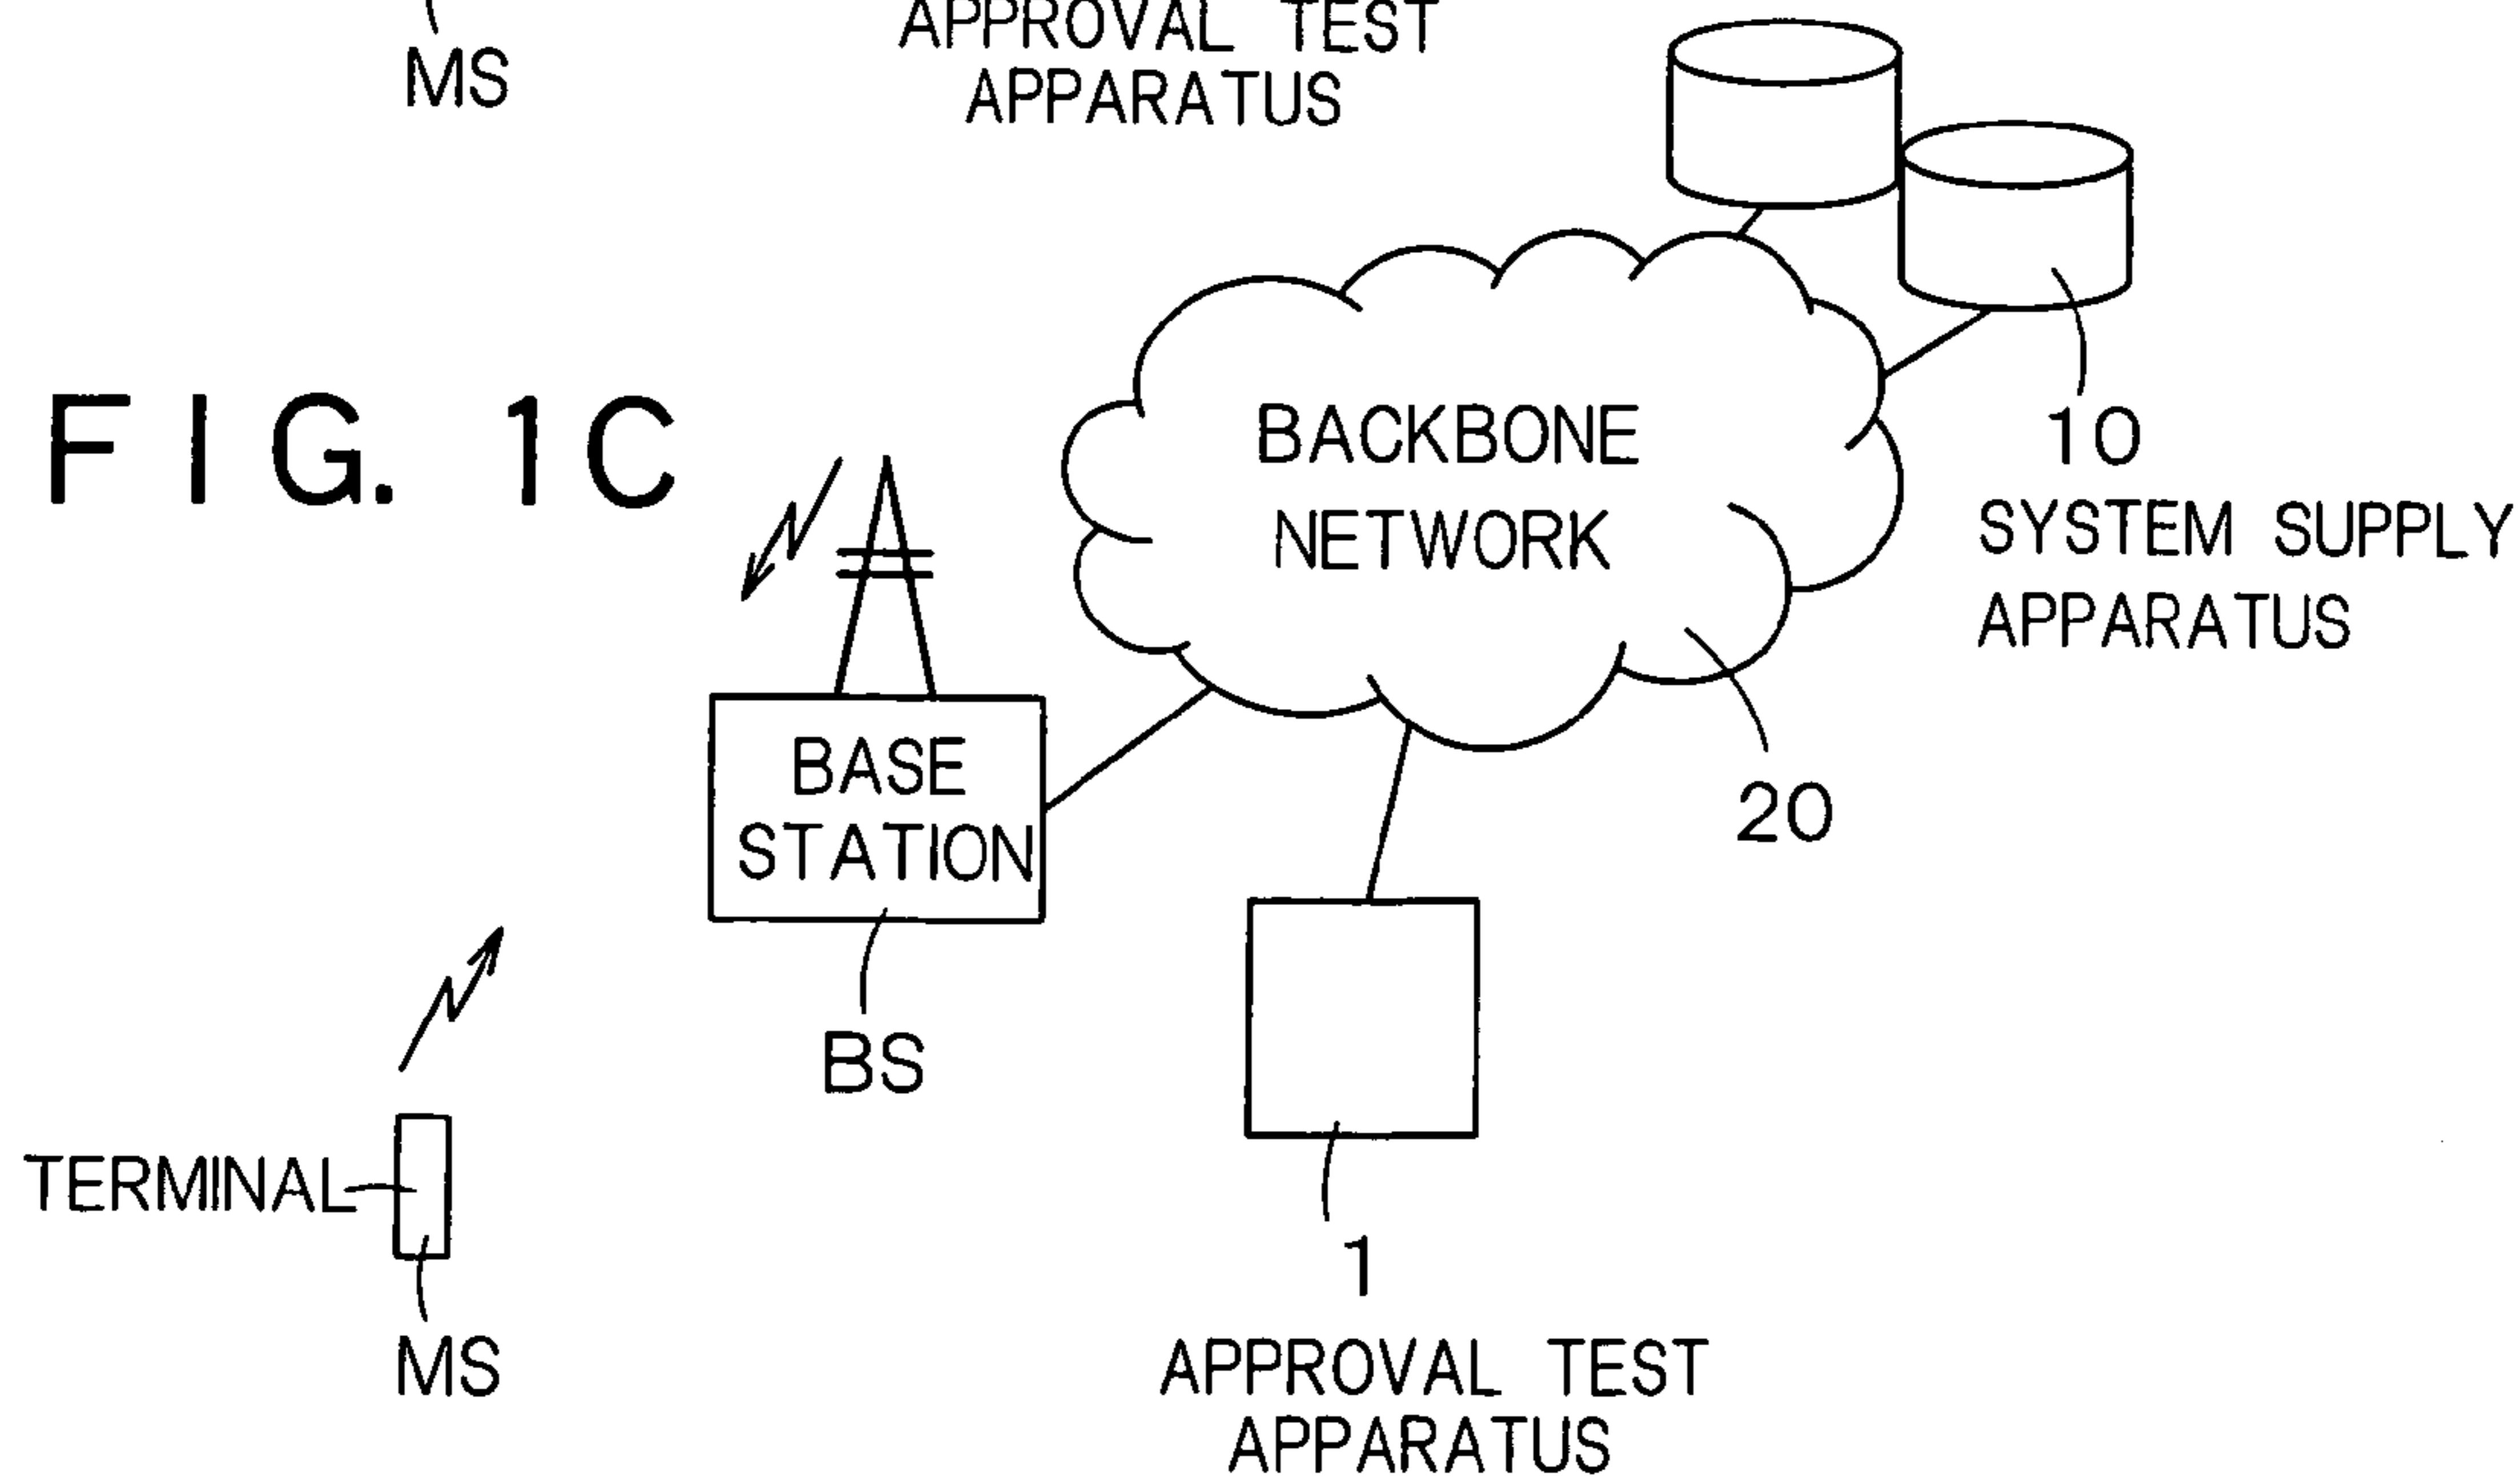 APPROVAL TEST
MS
APPARATUS
FIG. 1C
BACKBONE
NETWORK
10
SYSTEM SUPPLY
APPARATUS
BASE
STATION
20
BS
TERMINAL
1
MS
APPROVAL TEST
APPARATUS